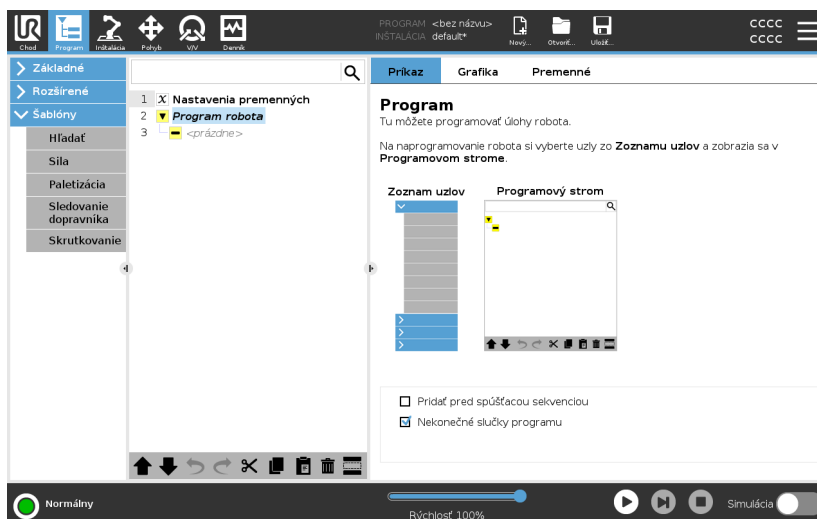 PROGRAM <bez názvu>
INŠTALÁCIA default*
CCCC
CCCC
Chod
Program
Inštalácia
Pohyb
V/V
Denník
Nový...
Otvoriť...
Uložiť...
Základné
Rozšírené
Šablóny
Hľadať
Sila
Paletizácia
Sledovanie
dopravníka
Skrutkovanie
1 X Nastavenia premenných
2 Program robota
3 <prázdne>
Príkaz
Grafika
Premenné
Program
Tu môžete programovať úlohy robota.
Na naprogramovanie robota si vyberte uzly zo Zoznamu uzlov a zobrazia sa v
Programovom strome.
Zoznam uzlov
Programový strom
Pridať pred spúšťacou sekvenciou
Nekonečné slučky programu
Normálny
Rýchlosť 100%
Simulácia